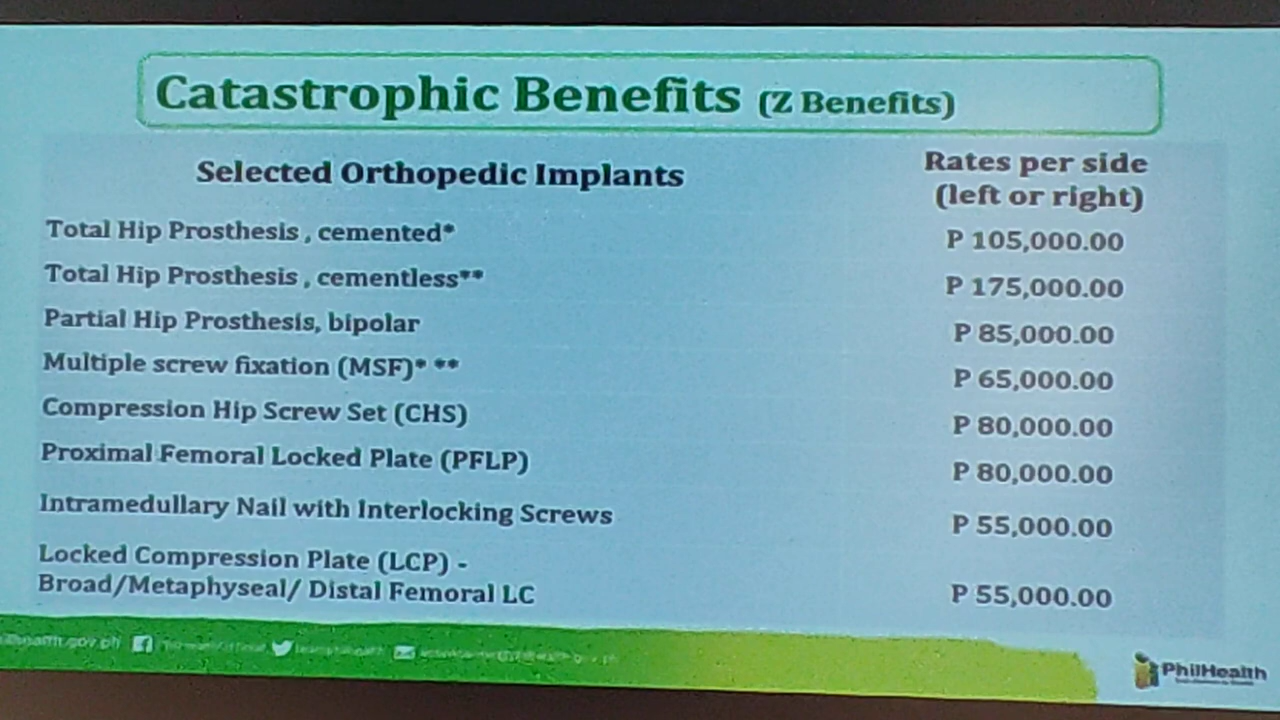 Catastrophic Benefits (Z Benefits)
Selected Orthopedic Implants
Rates per side
(left or right)
Total Hip Prosthesis , cemented*
P 105,000.00
Total Hip Prosthesis , cementless**
P 175,000.00
Partial Hip Prosthesis, bipolar
P 85,000.00
Multiple screw fixation (MSF)* **
P 65,000.00
Compression Hip Screw Set (CHS)
P 80,000.00
Proximal Femoral Locked Plate (PFLP)
P 80,000.00
Intramedullary Nail with Interlocking Screws
P 55,000.00
Locked Compression Plate (LCP) -
Broad/Metaphyseal/ Distal Femoral LC
P 55,000.00
PhilHealth